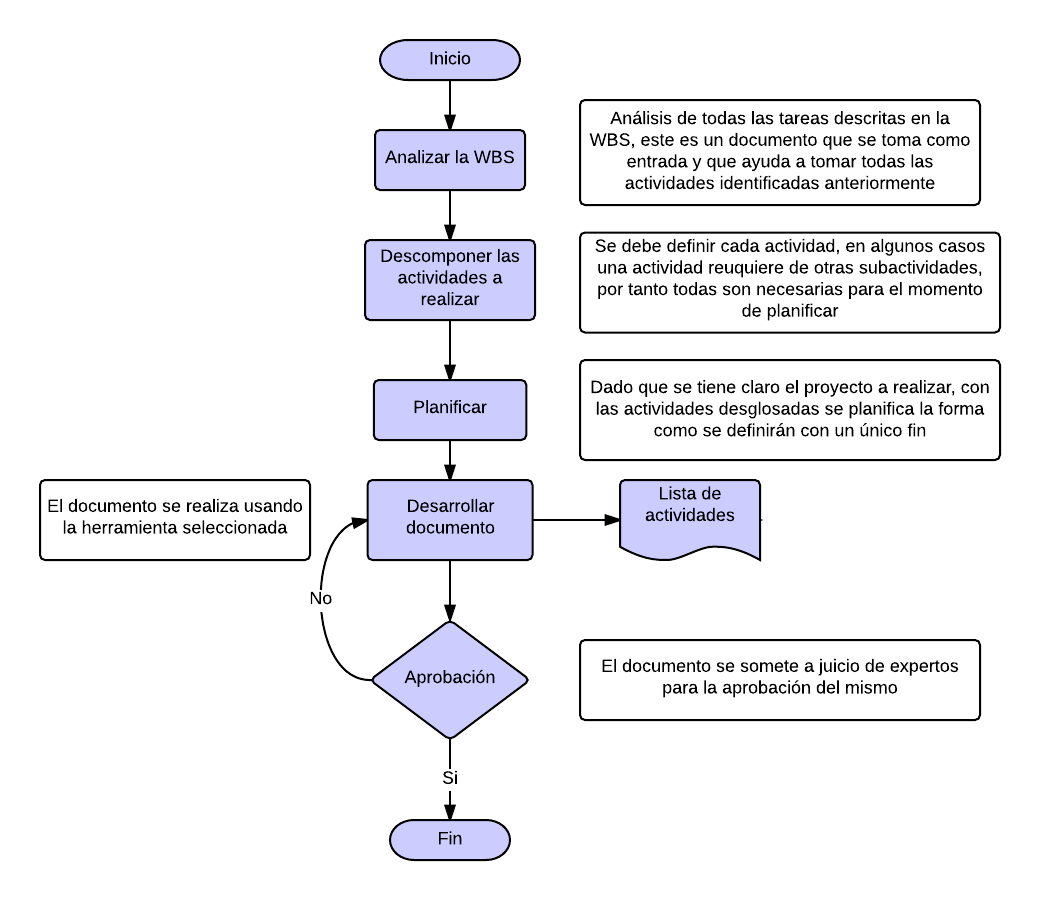 Inicio
Analizar la WBS
Análisis de todas las tareas descritas en la
WBS, este es un documento que se toma como
entrada y que ayuda a tomar todas las
actividades identificadas anteriormente
Descomponer las
actividades a
realizar
Se debe definir cada actividad, en algunos casos
una actividad reuquiere de otras subactividades,
por tanto todas son necesarias para el momento
de planificar
Planificar
Dado que se tiene claro el proyecto a realizar, con
las actividades desglosadas se planifica la forma
como se definirán con un único fin
El documento se realiza usando
la herramienta seleccionada
Desarrollar
documento
Lista de
actividades
No
Aprobación
El documento se somete a juicio de expertos
para la aprobación del mismo
Si
Fin